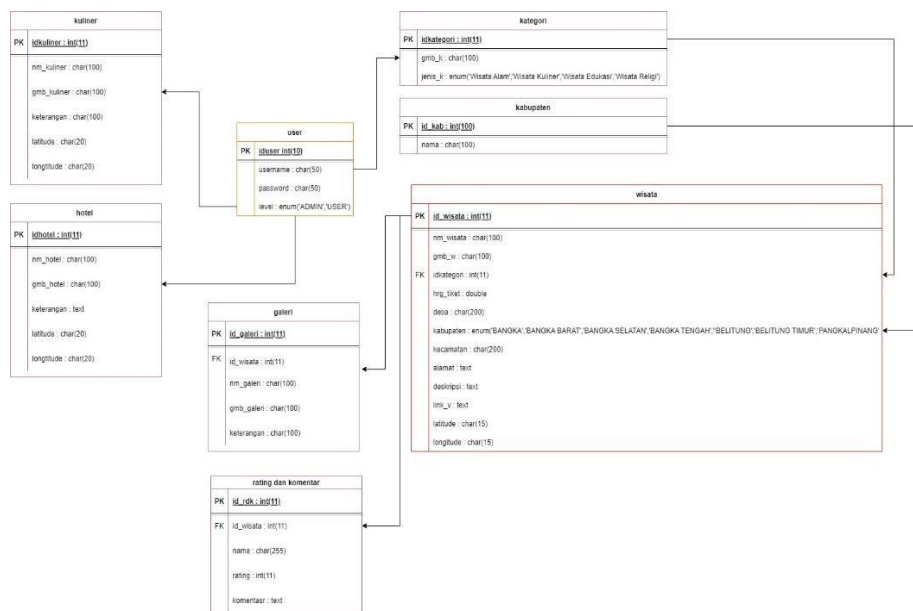 kuliner
PK idkuliner : int(11)
nm_kuliner : char(100)
gmb_kuliner : char(100)
keterangan : char(100)
latitude : char(20)
longtitude : char(20)
hotel
PK idhotel : int(11)
nm_hotel : char(100)
gmb_hotel : char(100)
keterangan : text
latitude : char(20)
longtitude : char(20)
user
PK iduser int(10)
username : char(50)
password : char(50)
level : enum('ADMIN','USER')
galeri
PK id_galeri : int(11)
FK id_wisata : int(11)
nm_galeri : char(100)
gmb_galeri : char(100)
keterangan : char(100)
rating dan komentar
PK id_rdk : int(11)
FK id_wisata : int(11)
nama : char(255)
rating : int(11)
komentasr : text
kategori
PK idkategori : int(11)
gmb_k : char(100)
jenis_k : enum('Wisata Alam','Wisata Kuliner','Wisata Edukasi','Wisata Religi')
kabupaten
PK id_kab : int(100)
nama : char(100)
wisata
PK id_wisata : int(11)
nm_wisata : char(100)
gmb_w : char(100)
FK idkategori : int(11)
hrg_tiket : double
desa : char(200)
kabupaten : enum('BANGKA','BANGKA BARAT','BANGKA SELATAN','BANGKA TENGAH','BELITUNG','BELITUNG TIMUR','PANGKALPINANG'
kecamatan : char(200)
alamat : text
deskripsi : text
link_v : text
latitude : char(15)
longitude : char(15)